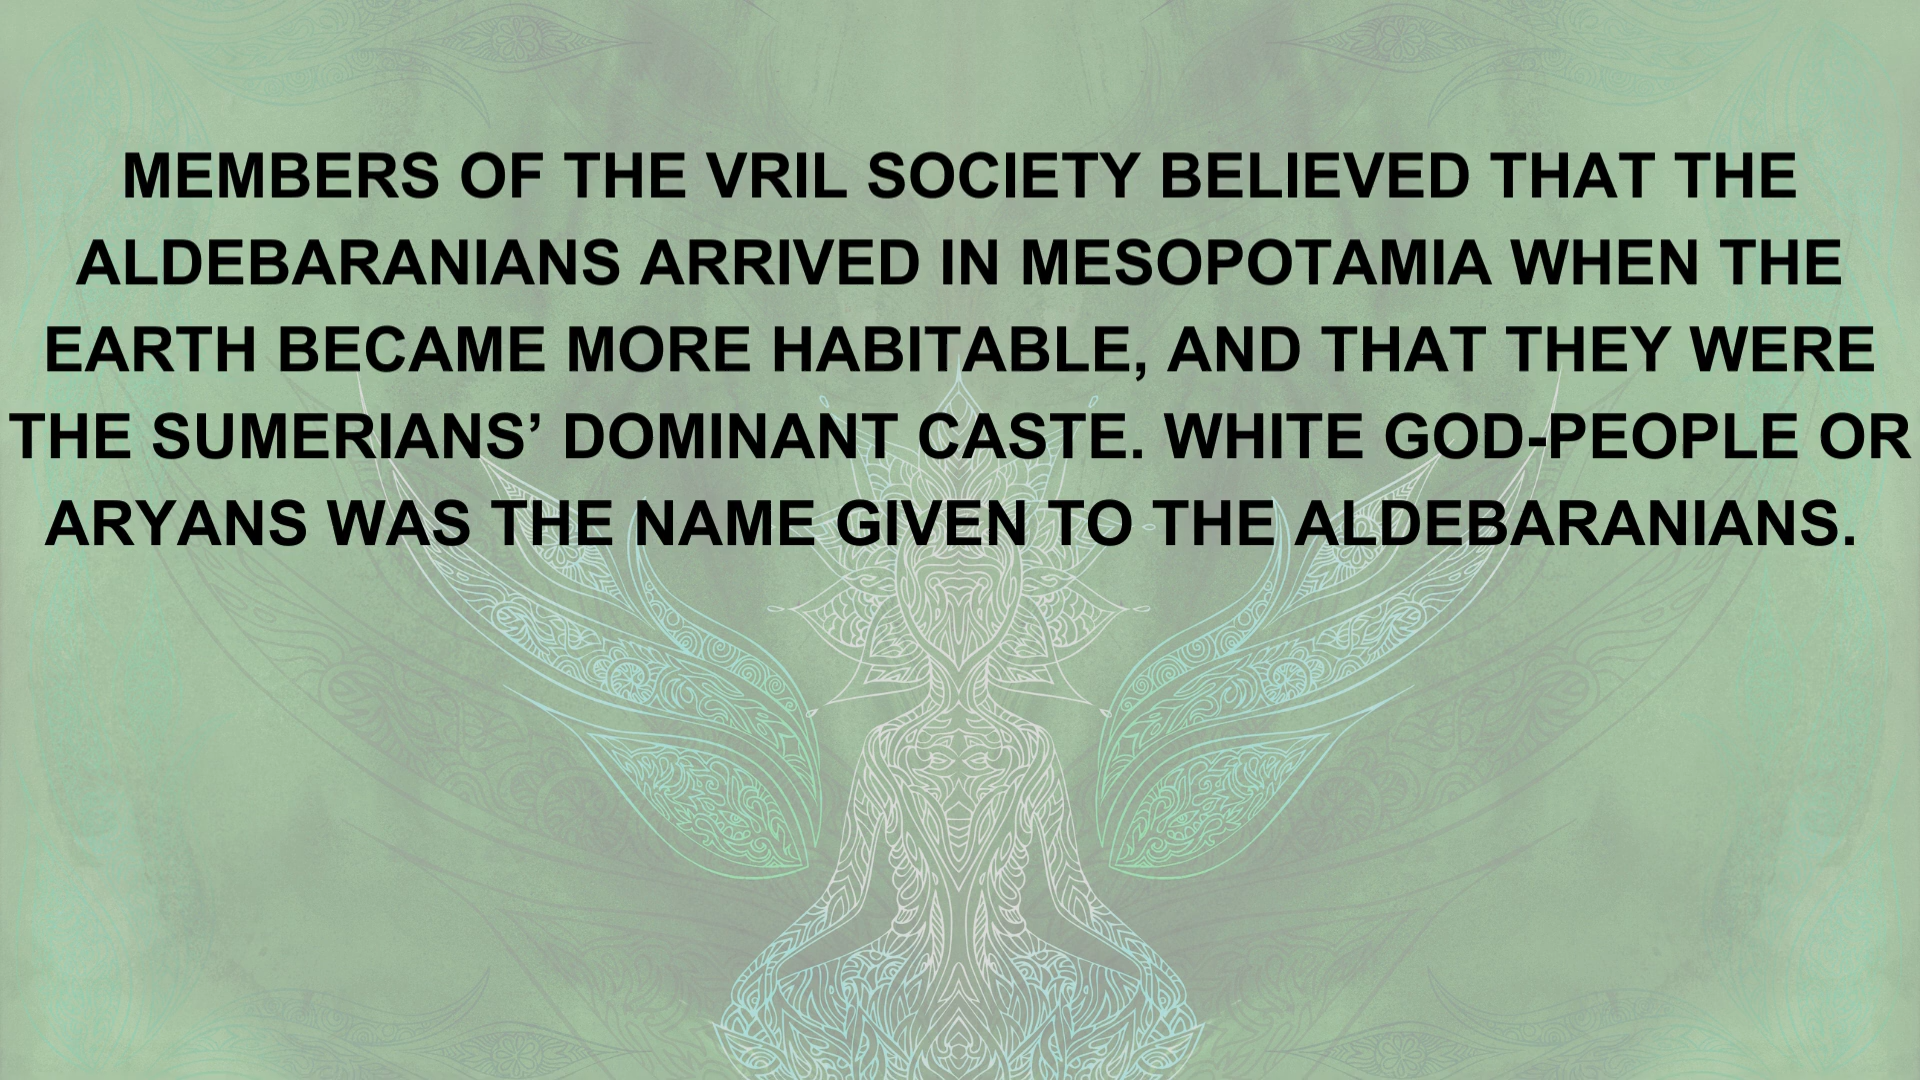 MEMBERS OF THE VRIL SOCIETY BELIEVED THAT THE
ALDEBARANIANS ARRIVED IN MESOPOTAMIA WHEN THE
EARTH BECAME MORE HABITABLE, AND THAT THEY WERE
THE SUMERIANS’ DOMINANT CASTE. WHITE GOD-PEOPLE OR
ARYANS WAS THE NAME GIVEN TO THE ALDEBARANIANS.